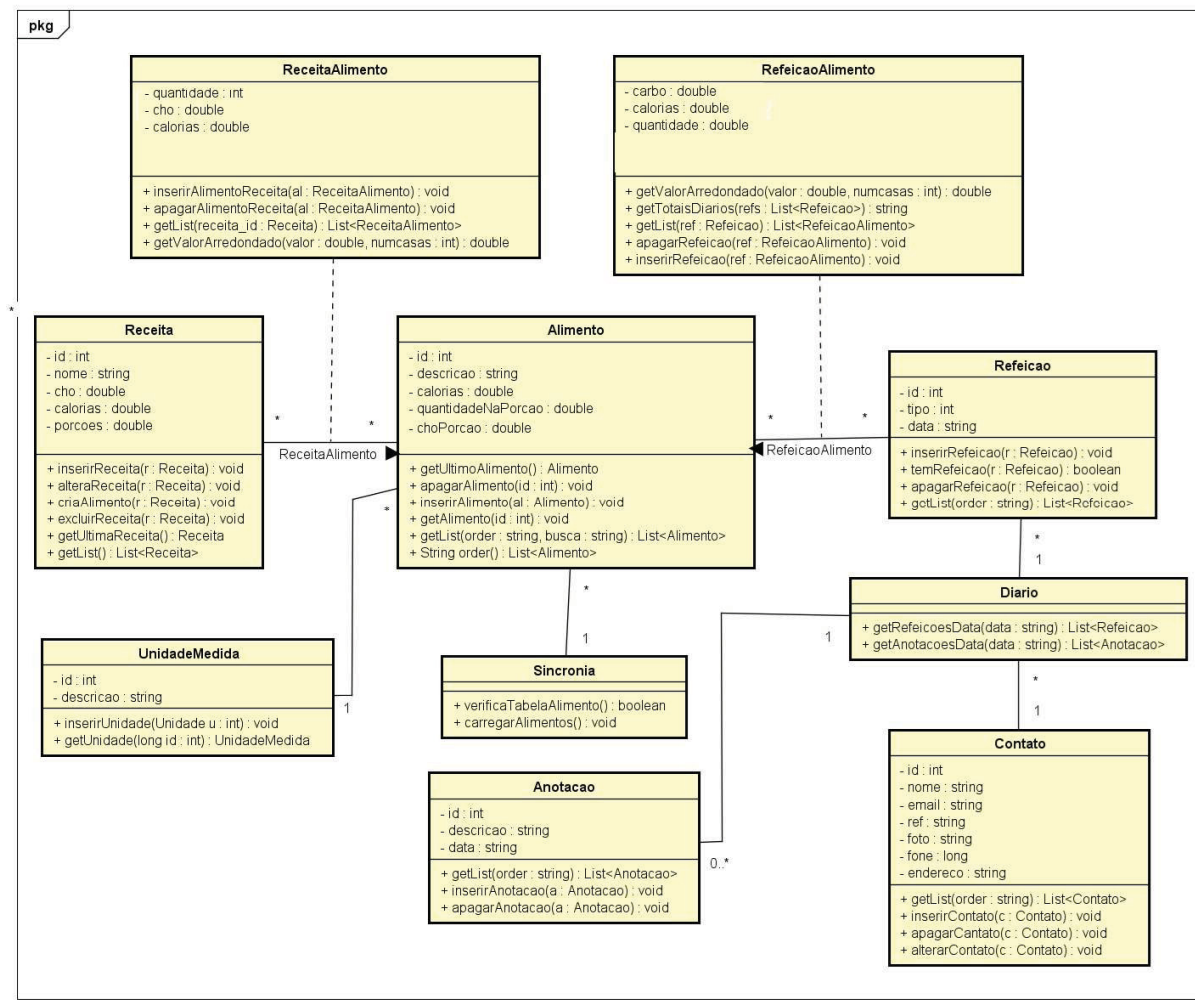 pkg
ReceitaAlimento
- quantidade : int
- cho : double
- calorias : double
+ inserirAlimentoReceita(al : ReceitaAlimento) : void
+ apagarAlimentoReceita(al : ReceitaAlimento) : void
+ getList(receita_id : Receita) : List<ReceitaAlimento>
+ getValorArredondado(valor : double, numcasas : int) : double
RefeicaoAlimento
- carbo : double
- calorias : double
- quantidade : double
+ getValorArredondado(valor : double, numcasas : int) : double
+ getTotaisDiarios(refs : List<Refeicao>) : string
+ getList(ref : Refeicao) : List<RefeicaoAlimento>
+ apagarRefeicao(ref : RefeicaoAlimento) : void
+ inserirRefeicao(ref : RefeicaoAlimento) : void
*
Receita
- id : int
- nome : string
- cho : double
- calorias : double
- porcoes : double
+ inserirReceita(r : Receita) : void
+ alteraReceita(r : Receita) : void
+ criaAlimento(r : Receita) : void
+ excluirReceita(r : Receita) : void
+ getUltimaReceita() : Receita
+ getList() : List<Receita>
*
*
ReceitaAlimento
Alimento
- id : int
- descricao : string
- calorias : double
- quantidadeNaPorcao : double
- choPorcao : double
+ getUltimoAlimento() : Alimento
+ apagarAlimento(id : int) : void
+ inserirAlimento(al : Alimento) : void
+ getAlimento(id : int) : void
+ getList(order : string, busca : string) : List<Alimento>
+ String order() : List<Alimento>
*
*
RefeicaoAlimento
Refeicao
- id : int
- tipo : int
- data : string
+ inserirRefeicao(r : Refeicao) : void
+ temRefeicao(r : Refeicao) : boolean
+ apagarRefeicao(r : Refeicao) : void
+ getList(order : string) : List<Refeicao>
*
*
1
*
1
Diario
+ getRefeicoesData(data : string) : List<Refeicao>
+ getAnotacoesData(data : string) : List<Anotacao>
1
UnidadeMedida
- id : int
- descricao : string
+ inserirUnidade(Unidade u : int) : void
+ getUnidade(long id : int) : UnidadeMedida
1
Sincronia
+ verificaTabelaAlimento() : boolean
+ carregarAlimentos() : void
*
1
Anotacao
- id : int
- descricao : string
- data : string
+ getList(order : string) : List<Anotacao>
+ inserirAnotacao(a : Anotacao) : void
+ apagarAnotacao(a : Anotacao) : void
0..*
Contato
- id : int
- nome : string
- email : string
- ref : string
- foto : string
- fone : long
- endereco : string
+ getList(order : string) : List<Contato>
+ inserirContato(c : Contato) : void
+ apagarCantato(c : Contato) : void
+ alterarContato(c : Contato) : void